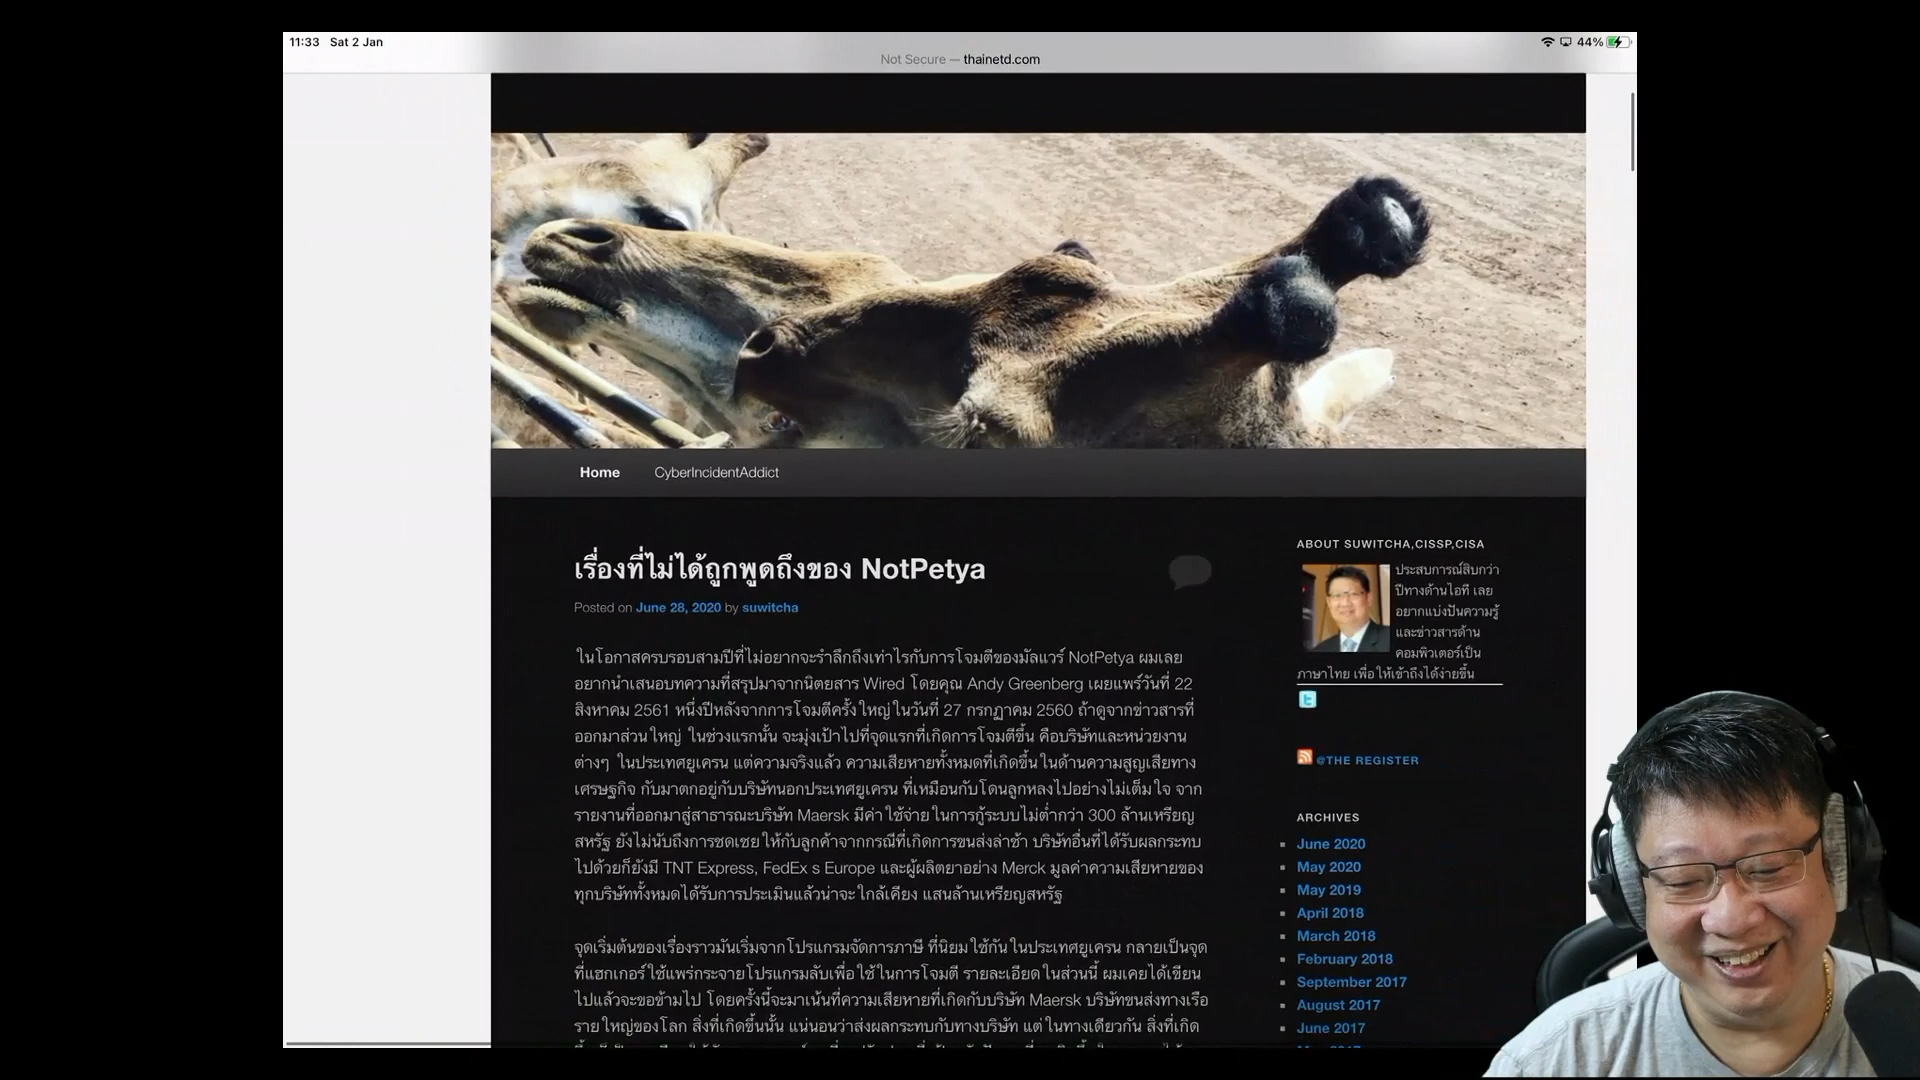 11:33 Sat 2 Jan
44%
Not Secure — thainetd.com
Home CyberIncidentAddict
เรื่องที่ไม่ได้ถูกพูดถึงของ NotPetya
Posted on June 28, 2020 by suwitcha
ในโอกาสครบรอบสามปีที่ไม่อยากจะรำลึกถึงเท่าไรกับการโจมตีของมัลแวร์ NotPetya ผมเลย
อยากนำเสนอบทความที่สรุปมาจากนิตยสาร Wired โดยคุณ Andy Greenberg เผยแพร่วันที่ 22
สิงหาคม 2561 หนึ่งปีหลังจากการโจมตีครั้งใหญ่ในวันที่ 27 กรกฏาคม 2560 ถ้าดูจากข่าวสารที่
ออกมาส่วนใหญ่ ในช่วงแรกนั้น จะมุ่งเป้าไปที่จุดแรกที่เกิดการโจมตีขึ้น คือบริษัทและหน่วยงาน
ต่างๆ ในประเทศยูเครน แต่ความจริงแล้ว ความเสียหายทั้งหมดที่เกิดขึ้นในด้านความสูญเสียทาง
เศรษฐกิจ กับมาตกอยู่กับบริษัทนอกประเทศยูเครน ที่เหมือนกับโดนลูกหลงไปอย่างไม่เต็มใจ จาก
รายงานที่ออกมาสู่สาธารณะบริษัท Maersk มีค่าใช้จ่ายในการกู้ระบบไม่ต่ำกว่า 300 ล้านเหรียญ
สหรัฐ ยังไม่นับถึงการชดเชยให้กับลูกค้าจากกรณีที่เกิดการขนส่งล่าช้า บริษัทอื่นที่ได้รับผลกระทบ
ไปด้วยก็ยังมี TNT Express, FedEx s Europe และผู้ผลิตยาอย่าง Merck มูลค่าความเสียหายของ
ทุกบริษัททั้งหมดได้รับการประเมินแล้วน่าจะใกล้เคียง แสนล้านเหรียญสหรัฐ
จุดเริ่มต้นของเรื่องราวมันเริ่มจากโปรแกรมจัดการภาษี ที่นิยมใช้กันในประเทศยูเครน กลายเป็นจุด
ที่แฮกเกอร์ใช้แพร่กระจายโปรแกรมลับเพื่อใช้ในการโจมตี รายละเอียดในส่วนนี้ ผมเคยได้เขียน
ไปแล้วจะขอข้ามไป โดยครั้งนี้จะมาเน้นที่ความเสียหายที่เกิดกับบริษัท Maersk บริษัทขนส่งทางเรือ
รายใหญ่ของโลก สิ่งที่เกิดขึ้นนั้น แน่นอนว่าส่งผลกระทบกับทางบริษัท แต่ในทางเดียวกัน สิ่งที่เกิด
ABOUT SUWITCHA,CISSP,CISA
ประสบการณ์สิบกว่า
ปีทางด้านไอที เลย
อยากแบ่งปันความรู้
และข่าวสารด้าน
คอมพิวเตอร์เป็น
ภาษาไทย เพื่อให้เข้าถึงได้ง่ายขึ้น
@THE REGISTER
ARCHIVES
June 2020
May 2020
May 2019
April 2018
March 2018
February 2018
September 2017
August 2017
June 2017